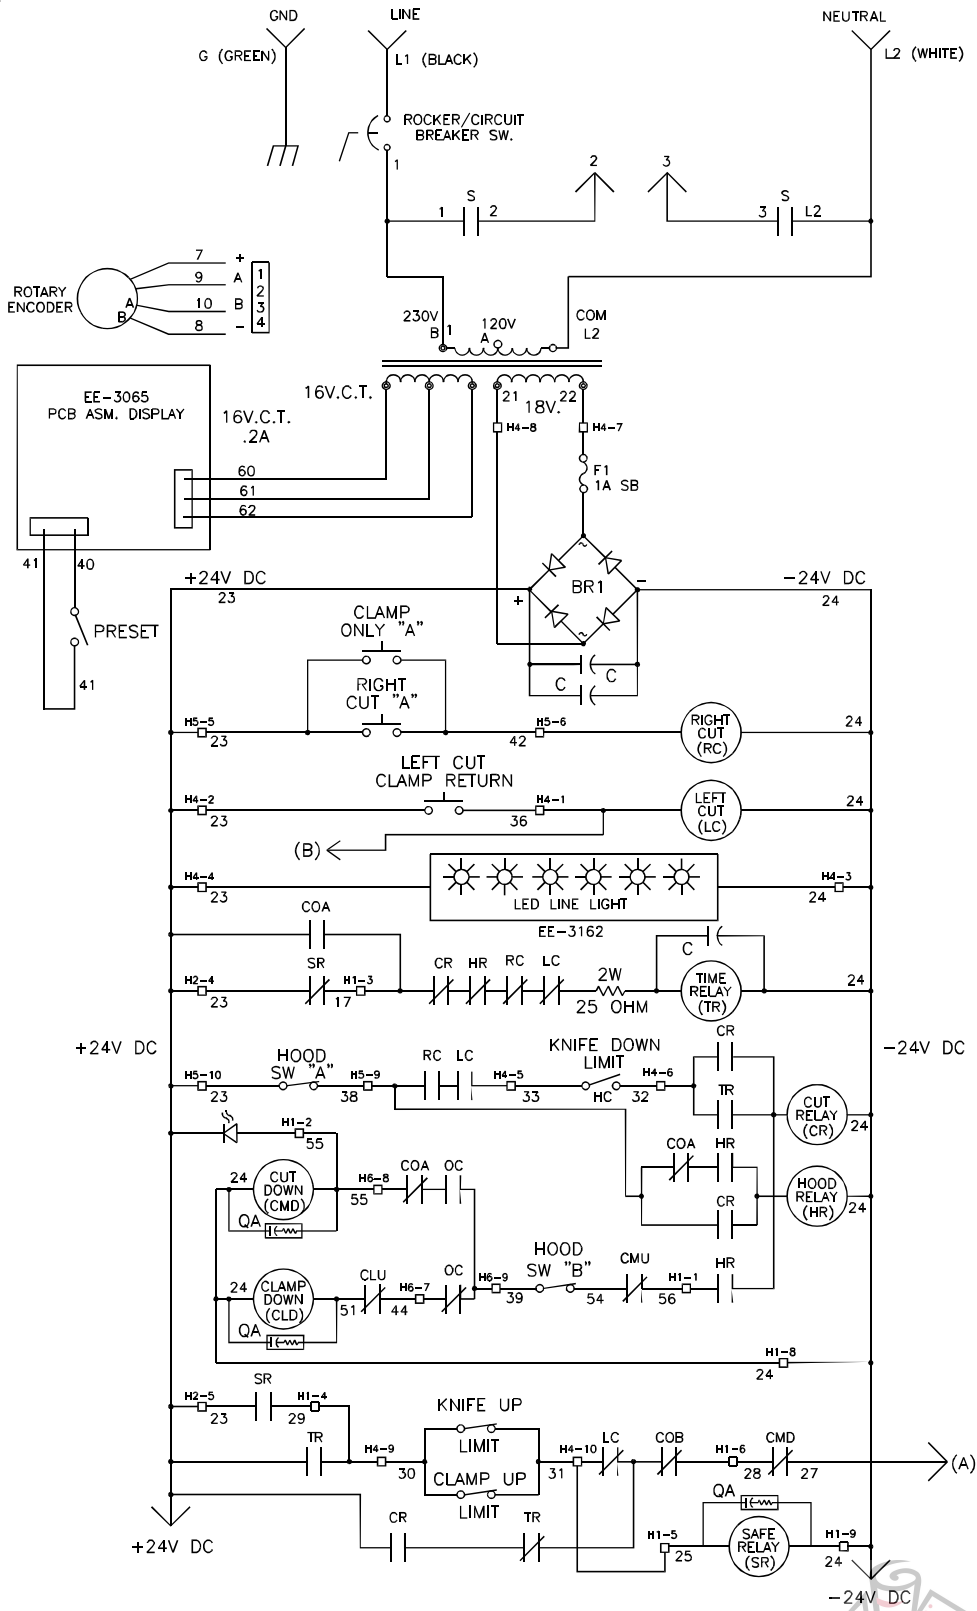 GND
LINE
NEUTRAL
G (GREEN)
L1 (BLACK)
L2 (WHITE)
ROCKER/CIRCUIT
BREAKER SW.
1
2
3
S
S
1
2
3
L2
7
+
9
A
10
B
8
−
1
2
3
4
ROTARY
ENCODER
A
B
230V
B
1
120V
A
COM
L2
16V.C.T.
21
18V.
22
EE-3065
PCB ASM. DISPLAY
16V.C.T.
.2A
H4-8
H4-7
F1
1A SB
60
61
62
41
40
~
BR1
~
+
−
+24V DC
23
−24V DC
24
CLAMP
ONLY "A"
PRESET
41
RIGHT
CUT "A"
C
C
H5-5
23
42
H5-6
RIGHT
CUT
(RC)
24
LEFT CUT
CLAMP RETURN
H4-2
23
36
H4-1
LEFT
CUT
(LC)
24
(B)
H4-4
23
LED LINE LIGHT
EE-3162
H4-3
24
COA
C
H2-4
23
SR
17
H1-3
CR
HR
RC
LC
2W
25 OHM
TIME
RELAY
(TR)
24
+24V DC
−24V DC
HOOD
SW "A"
KNIFE DOWN
LIMIT
H5-10
23
H5-9
38
RC
LC
H4-5
33
HC
H4-6
32
CR
TR
CUT
RELAY
(CR)
24
H1-2
55
COA
HR
CR
HOOD
RELAY
(HR)
24
24
CUT
DOWN
(CMD)
QA
H6-8
55
COA
OC
HOOD
SW "B"
24
CLAMP
DOWN
(CLD)
QA
51
CLU
44
H6-7
OC
H6-9
39
54
CMU
56
H1-1
HR
H1-8
24
H2-5
23
SR
29
H1-4
TR
KNIFE UP
LIMIT
CLAMP UP
LIMIT
H4-9
30
H4-10
31
LC
COB
H1-6
28
CMD
27
(A)
CR
TR
QA
H1-5
25
SAFE
RELAY
(SR)
H1-9
24
+24V DC
−24V DC